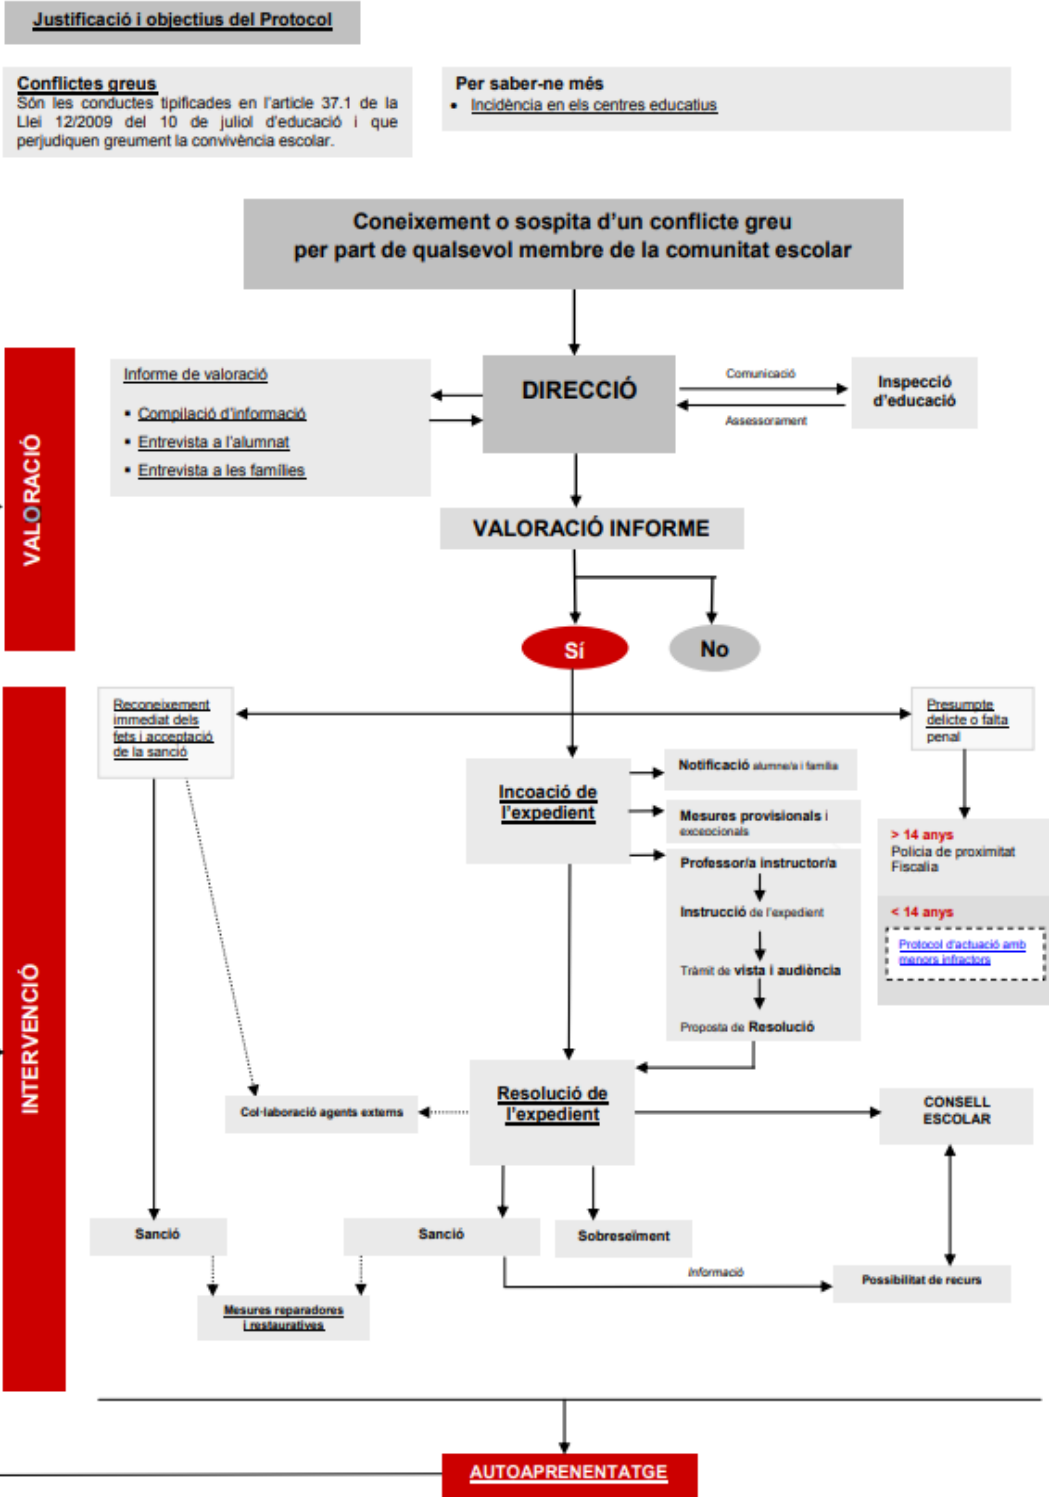 Justificació i objectius del Protocol
Conflictes greus
Són les conductes tipificades en l'article 37.1 de la
Llei 12/2009 del 10 de juliol d'educació i que
perjudiquen greument la convivència escolar.
Per saber-ne més
• Incidència en els centres educatius
Coneixement o sospita d'un conflicte greu
per part de qualsevol membre de la comunitat escolar
VALORACIÓ
Informe de valoració
▪ Compilació d'informació
▪ Entrevista a l'alumnat
▪ Entrevista a les famílies
DIRECCIÓ
Comunicació
Assessorament
Inspecció
d'educació
VALORACIÓ INFORME
Sí
No
INTERVENCIÓ
Reconeixement
immediat dels
fets i acceptació
de la sanció
Presumpte
delicte o falta
penal
Incoació de
l'expedient
Notificació alumne/a i família
Mesures provisionals i
excepcionals
Professor/a instructor/a
Instrucció de l'expedient
Tràmit de vista i audiència
Proposta de Resolució
> 14 anys
Policia de proximitat
Fiscalia
< 14 anys
Protocol d'actuació amb
menors infractors
Resolució de
l'expedient
Col·laboració agents externs
CONSELL
ESCOLAR
Sanció
Sanció
Sobreseïment
Informació
Possibilitat de recurs
Mesures reparadores
i restauratives
AUTOAPRENENTATGE